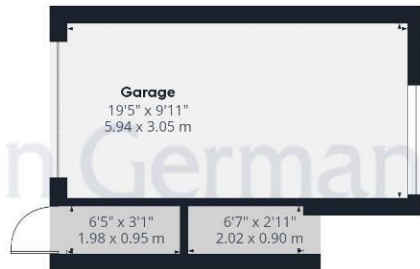 Garage
19'5" x 9'11"
5.94 x 3.05 m
n German
6'5" x 3'1"
1.98 x 0.95 m
6'7" x 2'11"
2.02 x 0.90 m